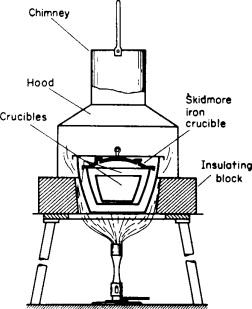 Chimney
Hood
Crucibles
Skidmore
iron
crucible
Insulating
block